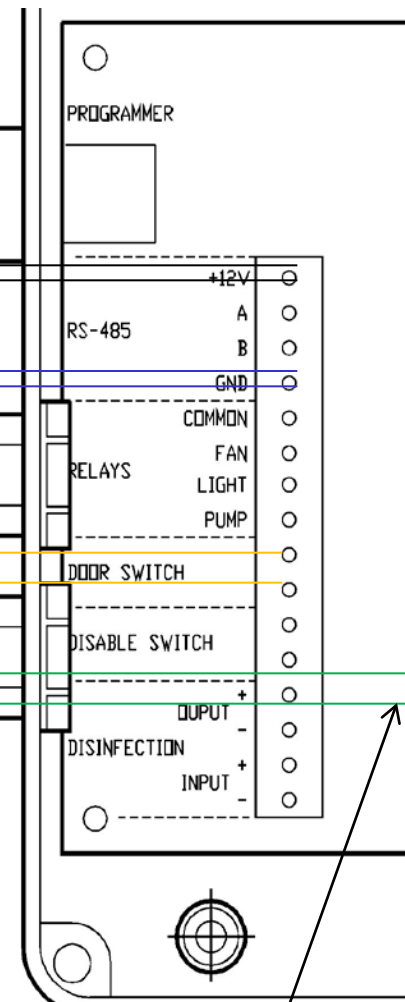 PROGRAMMER
+12V
A
RS-485
B
GND
COMMON
FAN
RELAYS
LIGHT
PUMP
DOOR SWITCH
DISABLE SWITCH
+
OUPUT
-
DISINFECTION
+
INPUT
-